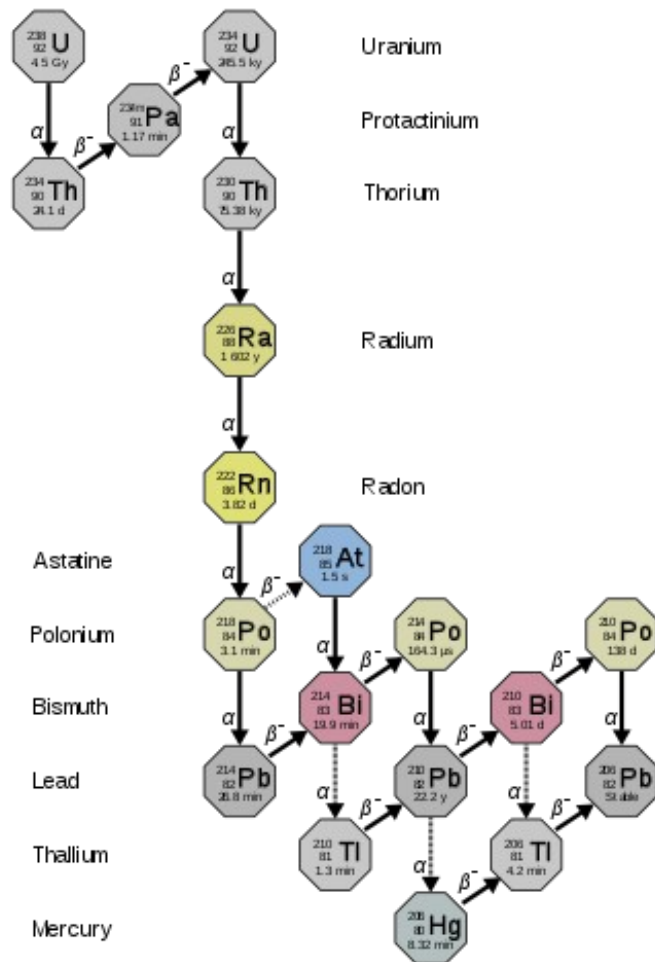 238
92 U
4.5 Gy
234
92 U
245.5 ky
Uranium
α
β⁻
234m
91 Pa
1.17 min
β⁻
α
Protactinium
234
90 Th
24.1 d
230
90 Th
75.38 ky
Thorium
α
226
88 Ra
1 602 y
Radium
α
222
86 Rn
3.82 d
Radon
Astatine
α
β⁻
218
85 At
1.5 s
Polonium
218
84 Po
3.1 min
α
β⁻
214
84 Po
164.3 µs
β⁻
210
84 Po
138 d
Bismuth
α
β⁻
214
83 Bi
19.9 min
α
β⁻
210
83 Bi
5.01 d
α
Lead
214
82 Pb
26.8 min
α
β⁻
210
82 Pb
22.2 y
α
β⁻
206
82 Pb
Stable
Thallium
210
81 Tl
1.3 min
α
β⁻
206
81 Tl
4.2 min
Mercury
206
80 Hg
8.32 min